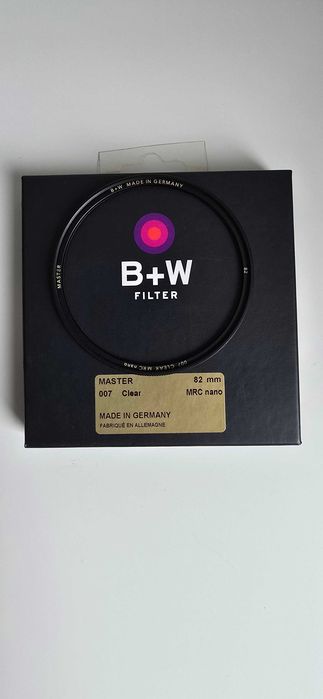 B+W MADE IN GERMANY
MASTER
82
B+W
FILTER
007 CLEAR MRC nano
MASTER 82 mm
007 Clear MRC nano
MADE IN GERMANY
FABRIQUÉ EN ALLEMAGNE